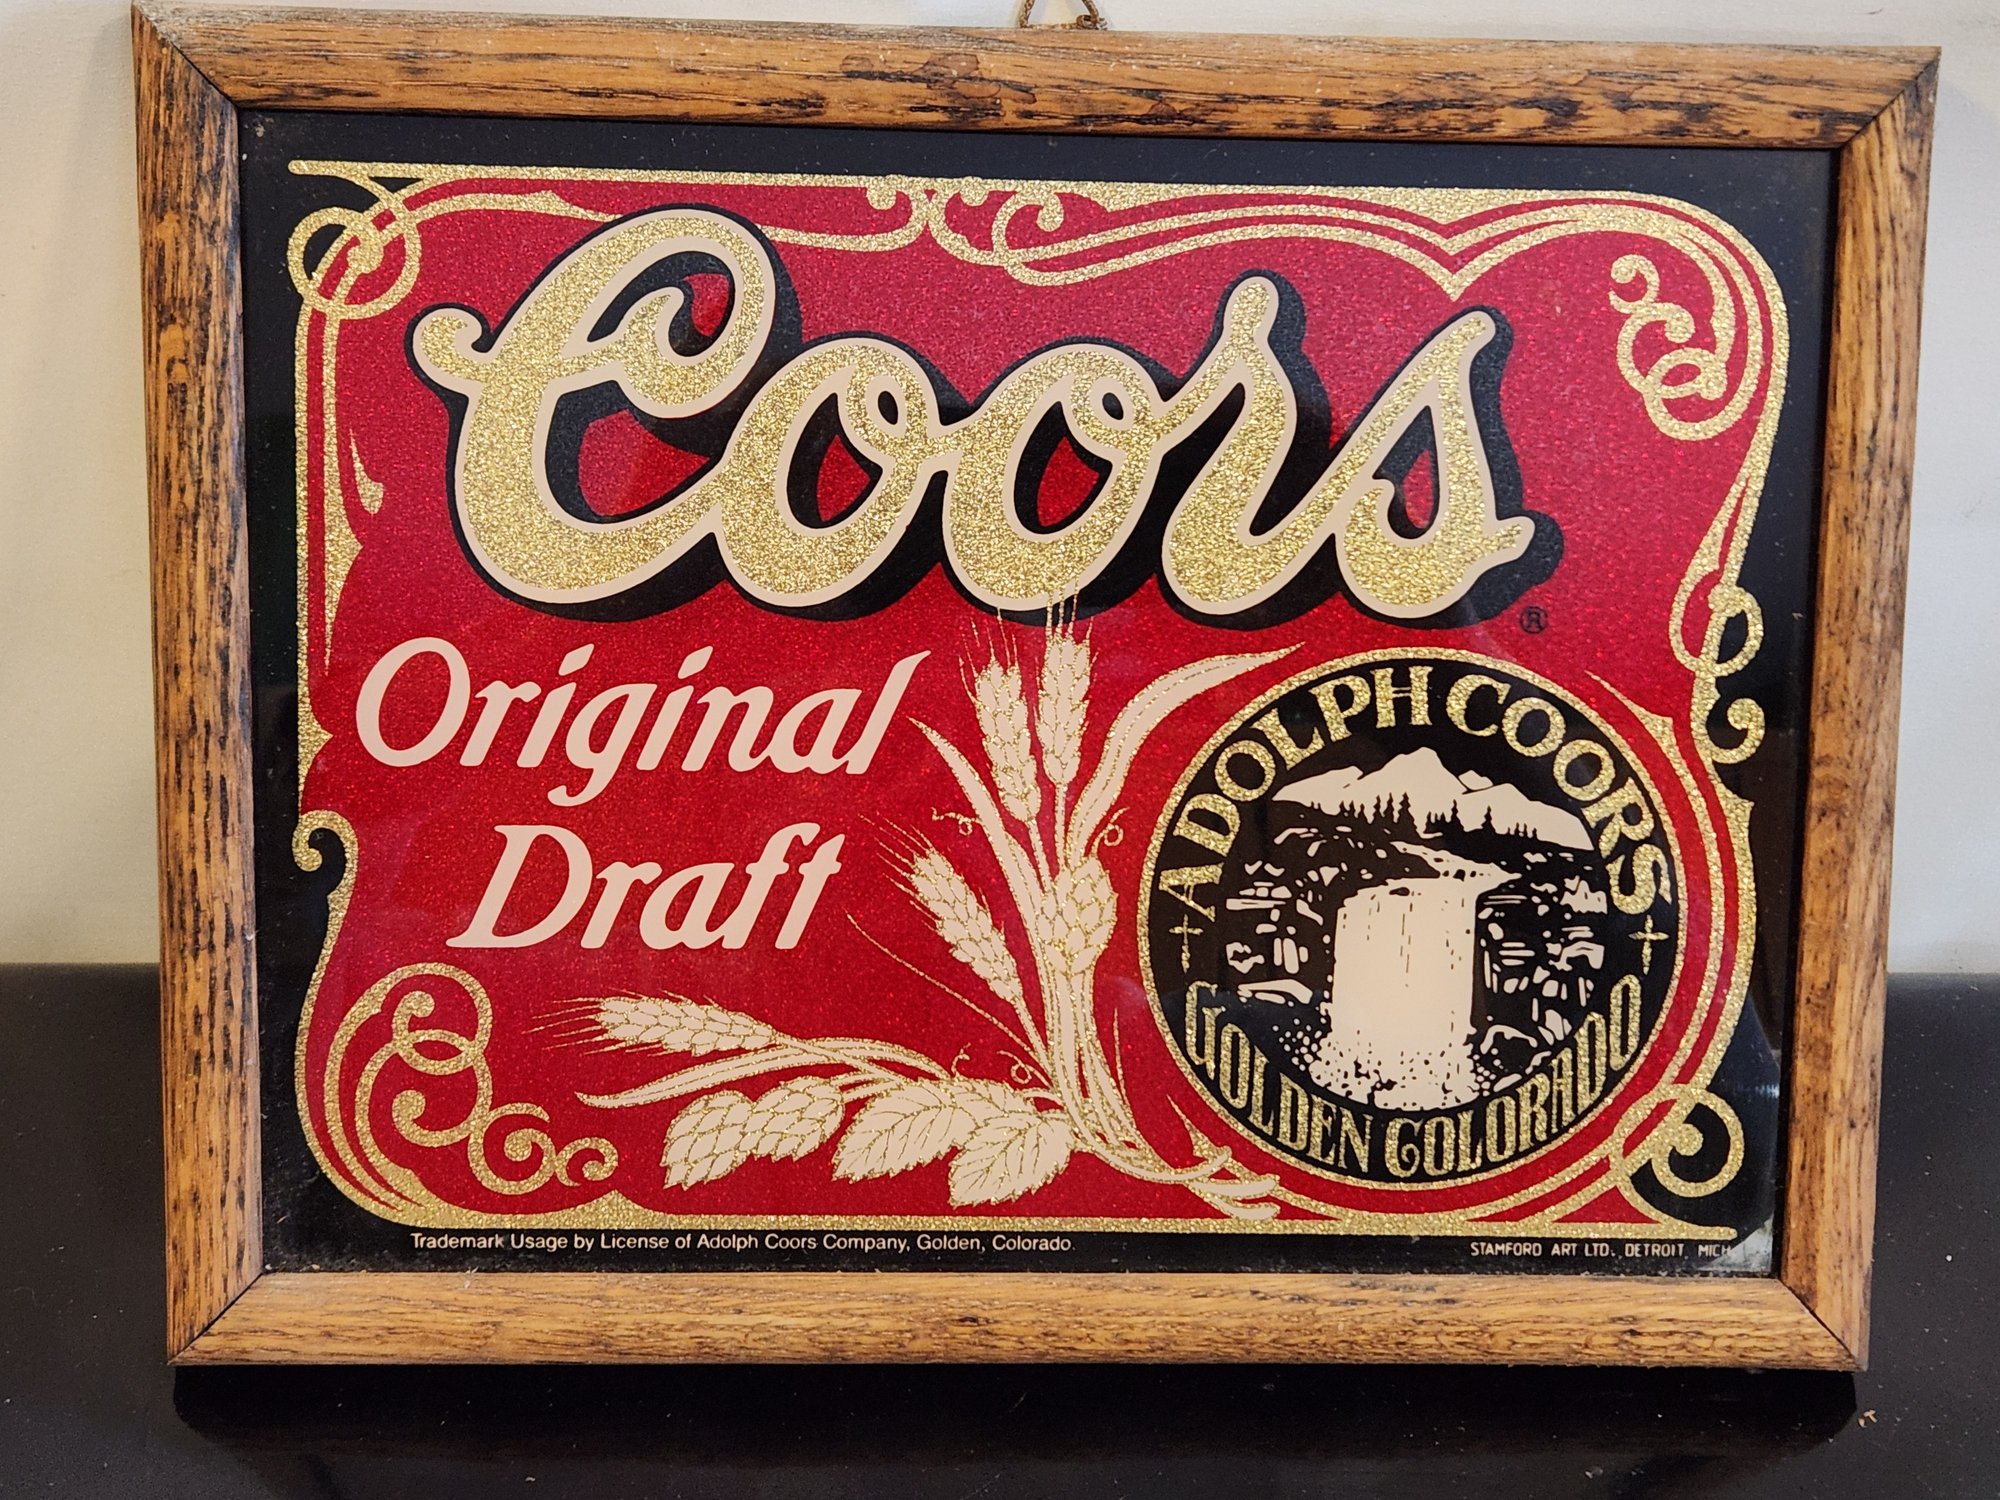 Coors
®
Original
Draft
ADOLPH COORS
GOLDEN COLORADO
Trademark Usage by License of Adolph Coors Company, Golden, Colorado.
STAMFORD ART LTD. DETROIT, MICH.